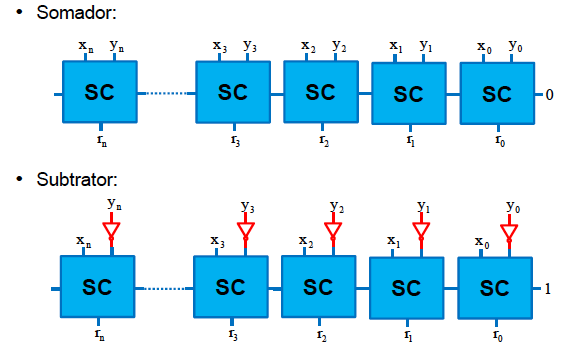 • Somador:
xn yn x3 y3 x2 y2 x1 y1 x0 y0
SC SC SC SC SC 0
rn r3 r2 r1 r0
• Subtrator:
yn y3 y2 y1 y0
xn x3 x2 x1 x0
SC SC SC SC SC 1
rn r3 r2 r1 r0